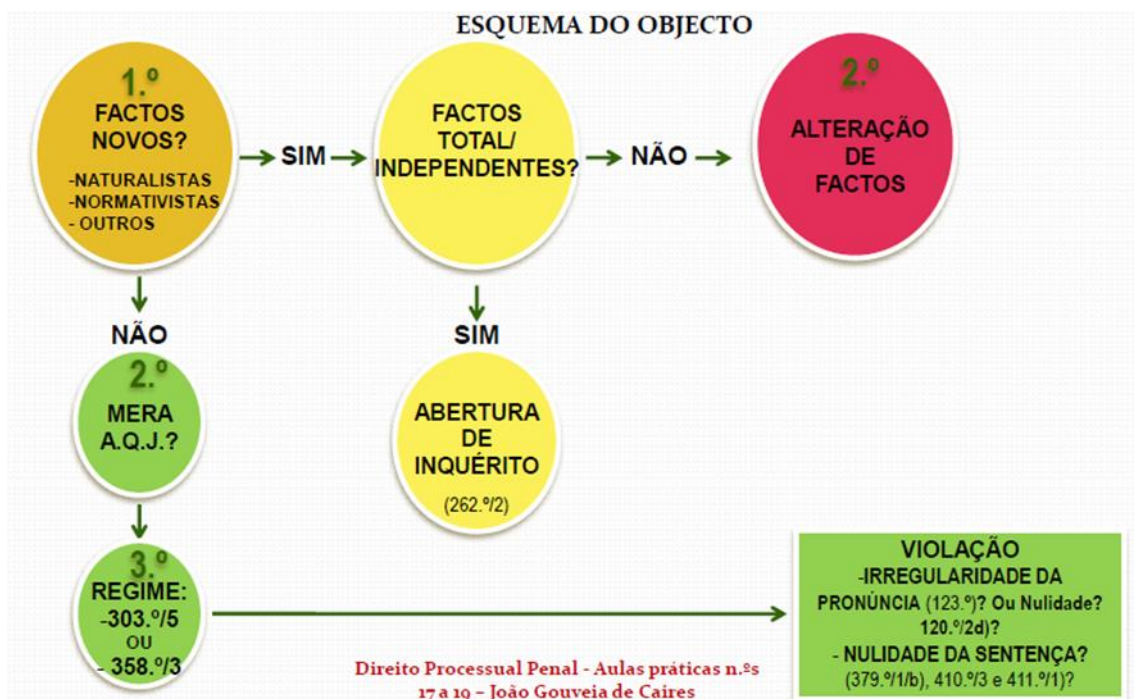 ESQUEMA DO OBJECTO
1.º
FACTOS
NOVOS?
-NATURALISTAS
-NORMATIVISTAS
- OUTROS
SIM
FACTOS
TOTAL/
INDEPENDENTES?
NÃO
2.º
ALTERAÇÃO
DE
FACTOS
NÃO
SIM
2.º
MERA
A.Q.J.?
ABERTURA
DE
INQUÉRITO
(262.º/2)
3.º
REGIME:
-303.º/5
OU
- 358.º/3
VIOLAÇÃO
-IRREGULARIDADE DA
PRONÚNCIA (123.º)? Ou Nulidade?
120.º/2d)?
- NULIDADE DA SENTENÇA?
(379.º/1/b), 410.º/3 e 411.º/1)?
Direito Processual Penal - Aulas práticas n.ºs
17 a 19 – João Gouveia de Caires